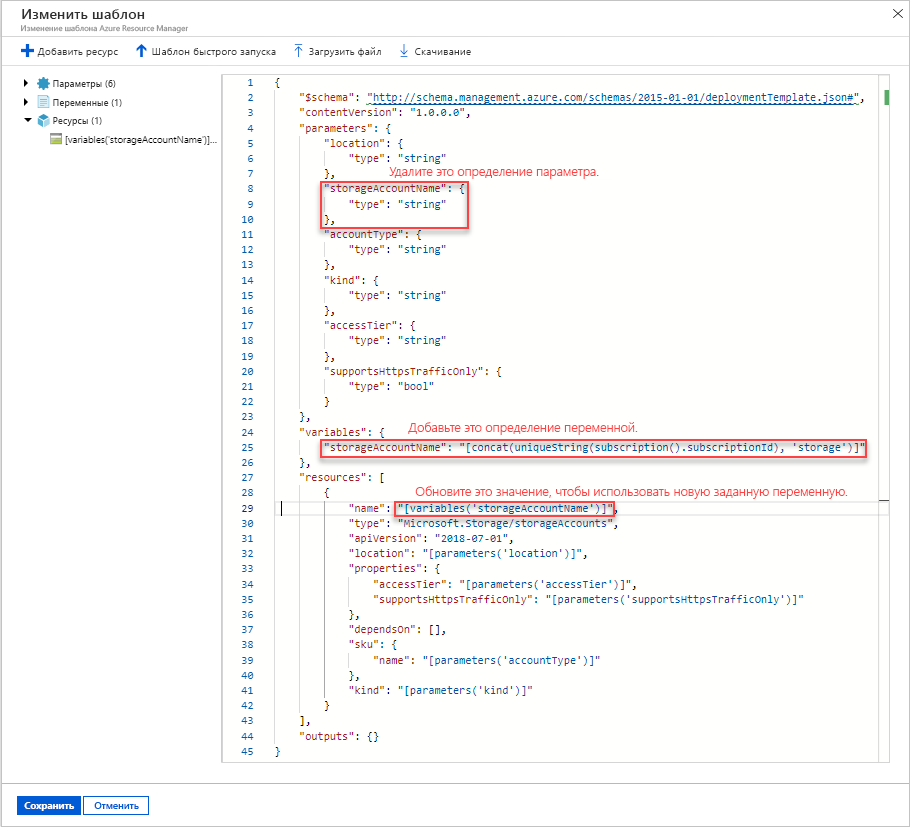 Изменить шаблон
Изменение шаблона Azure Resource Manager
Добавить ресурс Шаблон быстрого запуска Загрузить файл Скачивание
Параметры (6)
Переменные (1)
Ресурсы (1)
[variables('storageAccountName')]...
1 {
2 "$schema": "http://schema.management.azure.com/schemas/2015-01-01/deploymentTemplate.json#",
3 "contentVersion": "1.0.0.0",
4 "parameters": {
5 "location": {
6 "type": "string"
7 },
Удалите это определение параметра.
8 "storageAccountName": {
9 "type": "string"
10 },
11 "accountType": {
12 "type": "string"
13 },
14 "kind": {
15 "type": "string"
16 },
17 "accessTier": {
18 "type": "string"
19 },
20 "supportsHttpsTrafficOnly": {
21 "type": "bool"
22 }
23 },
24 "variables": {
Добавьте это определение переменной.
25 "storageAccountName": "[concat(uniqueString(subscription().subscriptionId), 'storage')]"
26 },
27 "resources": [
28 {
Обновите это значение, чтобы использовать новую заданную переменную.
29 "name": "[variables('storageAccountName')]",
30 "type": "Microsoft.Storage/storageAccounts",
31 "apiVersion": "2018-07-01",
32 "location": "[parameters('location')]",
33 "properties": {
34 "accessTier": "[parameters('accessTier')]",
35 "supportsHttpsTrafficOnly": "[parameters('supportsHttpsTrafficOnly')]"
36 },
37 "dependsOn": [],
38 "sku": {
39 "name": "[parameters('accountType')]"
40 },
41 "kind": "[parameters('kind')]"
42 }
43 ],
44 "outputs": {}
45 }
Сохранить Отменить